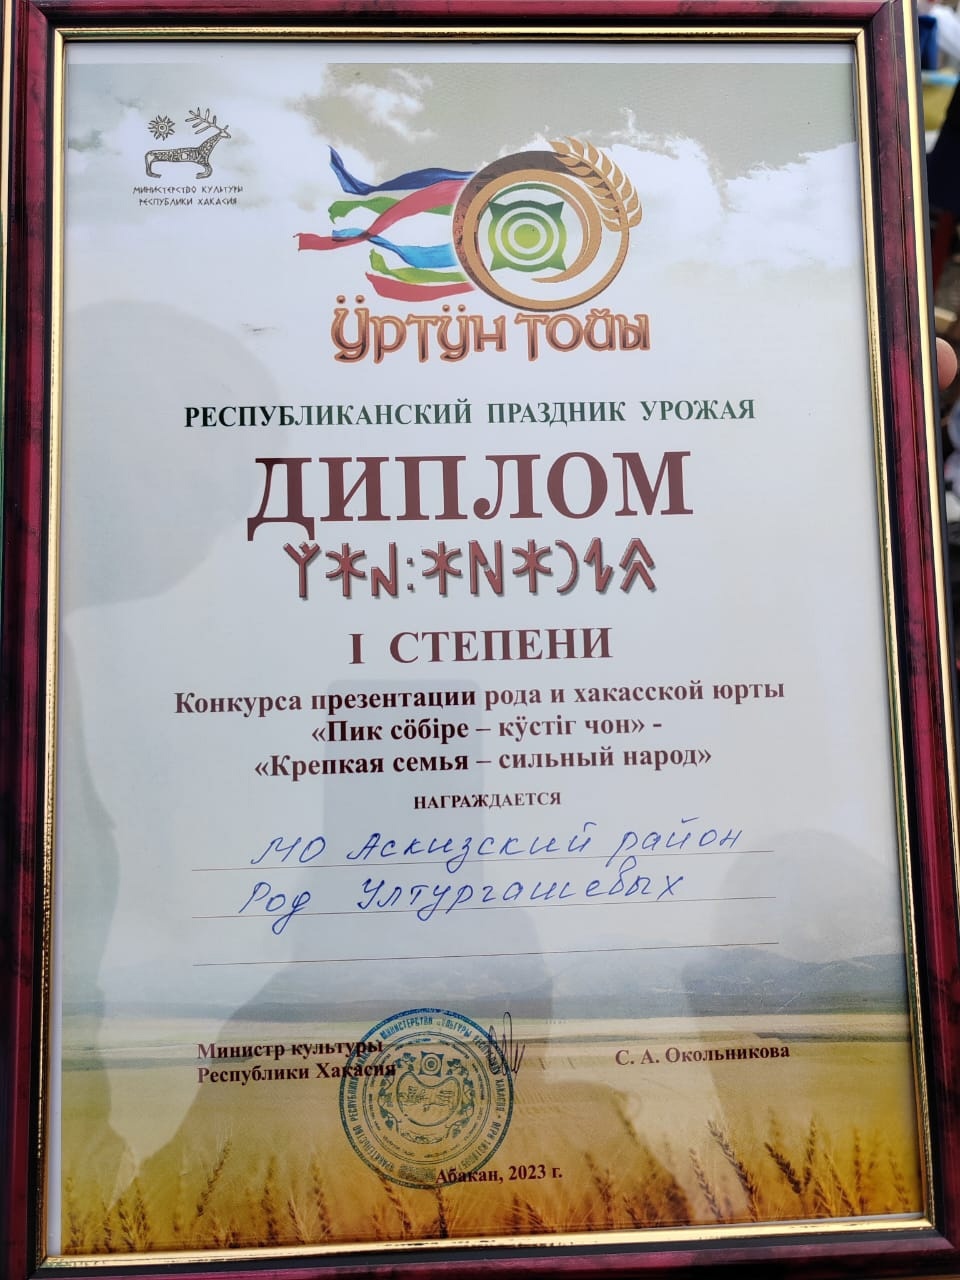 МИНИСТЕРСТВО КУЛЬТУРЫ
РЕСПУБЛИКИ ХАКАСИЯ
Ӱртӱн тойы
РЕСПУБЛИКАНСКИЙ ПРАЗДНИК УРОЖАЯ
ДИПЛОМ
I СТЕПЕНИ
Конкурса презентации рода и хакасской юрты
«Пик сӧбіре – кӱстіг чон» -
«Крепкая семья – сильный народ»
НАГРАЖДАЕТСЯ
МО Аскизский район
Род Ултургашевых
Министр культуры
Республики Хакасия
С. А. Окольникова
Абакан, 2023 г.